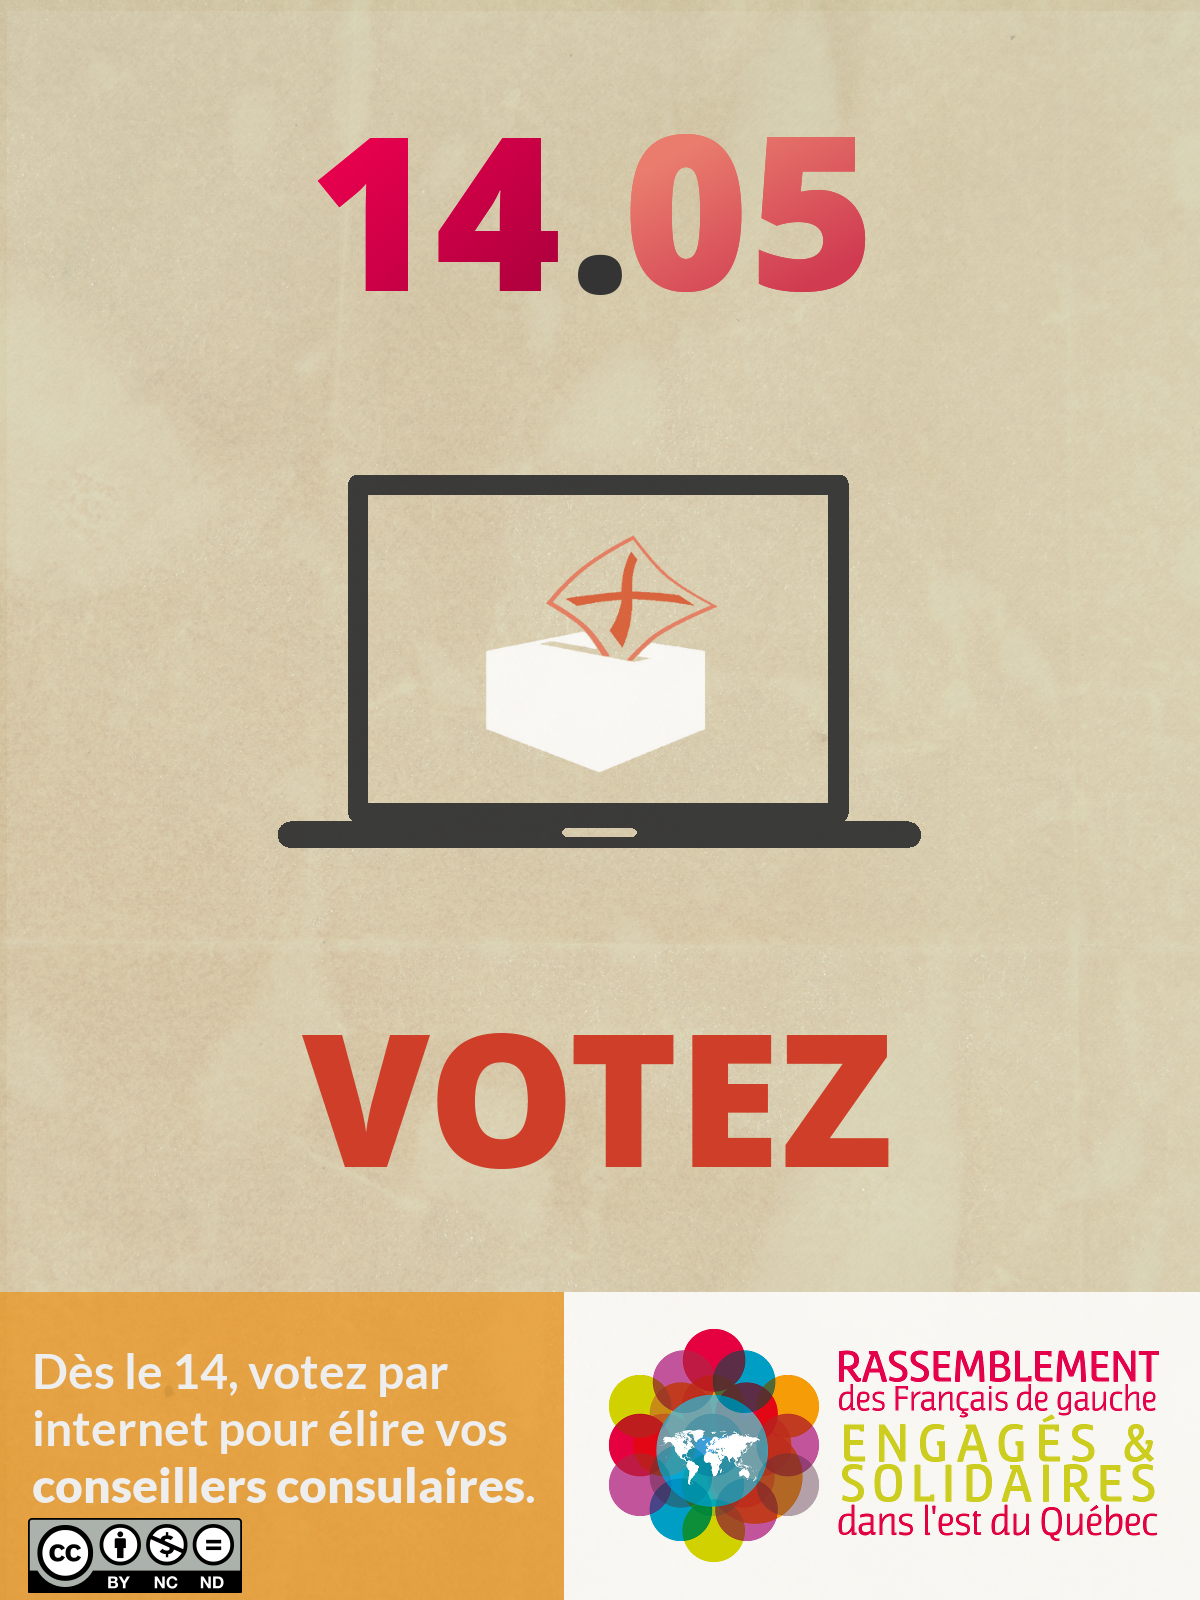 14.05
VOTEZ
Dès le 14, votez par
internet pour élire vos
conseillers consulaires.
cc
BY NC ND
RASSEMBLEMENT
des Français de gauche
ENGAGÉS &
SOLIDAIRES
dans l'est du Québec